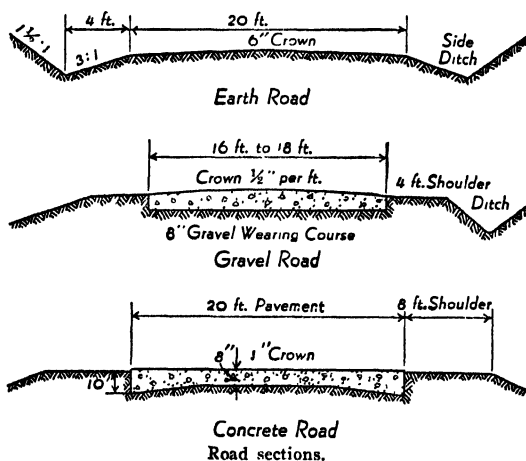 1½:1
4 ft.
20 ft.
6" Crown
3:1
Side
Ditch
Earth Road
16 ft. to 18 ft.
Crown ½" per ft.
4 ft. Shoulder
Ditch
8" Gravel Wearing Course
Gravel Road
20 ft. Pavement
8 ft. Shoulder
8"
1" Crown
10
Concrete Road
Road sections.